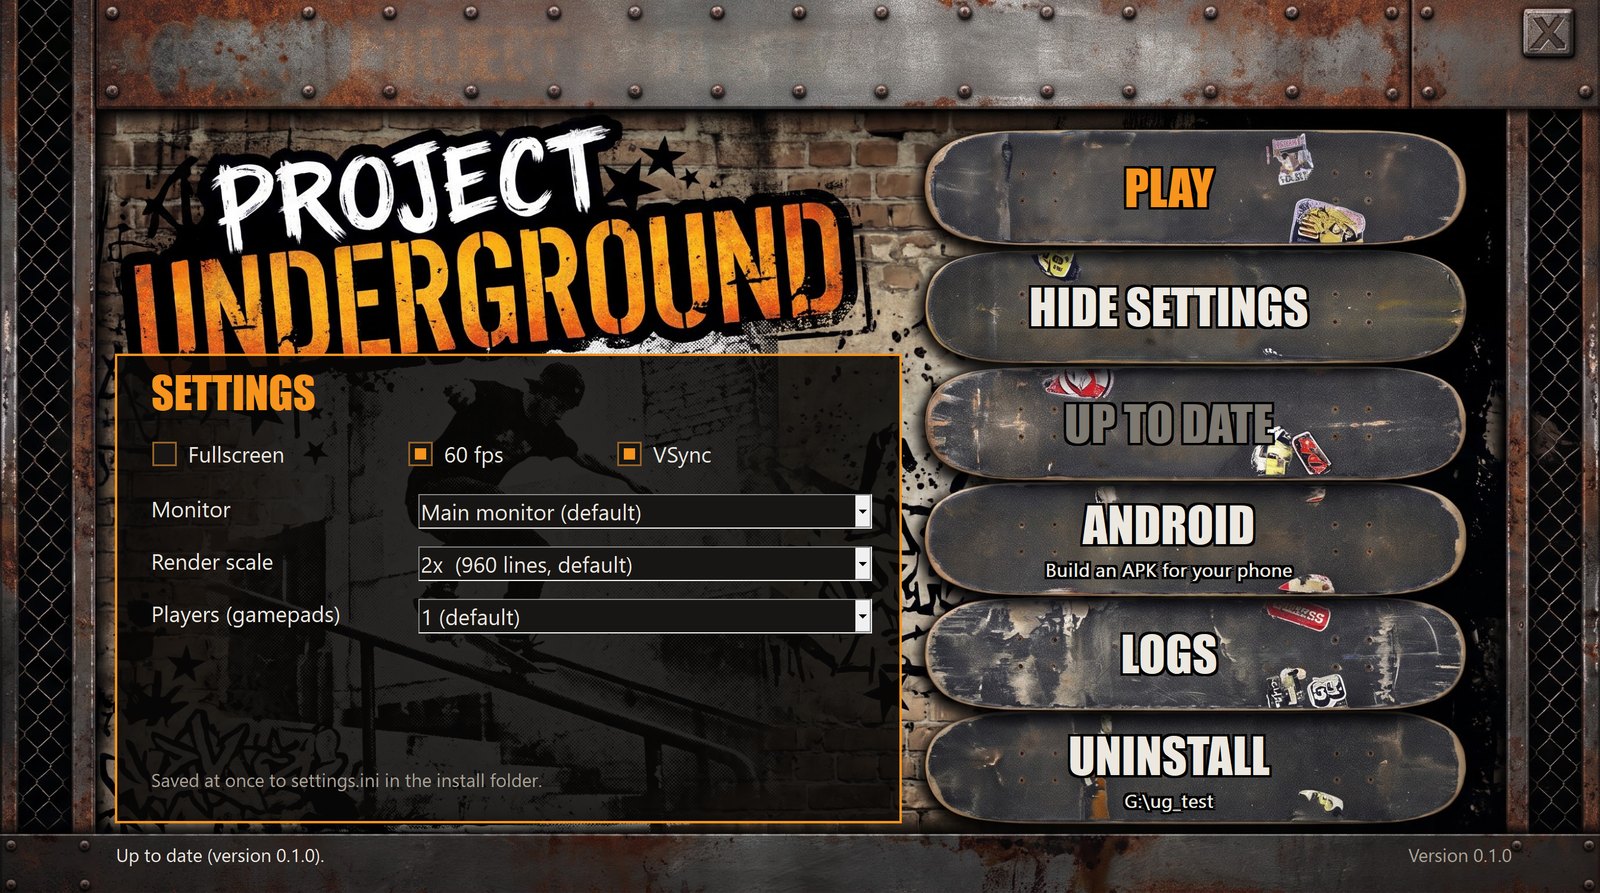 PROJECT
UNDERGROUND
SETTINGS
Fullscreen
60 fps
VSync
Monitor
Main monitor (default)
Render scale
2x (960 lines, default)
Players (gamepads)
1 (default)
Saved at once to settings.ini in the install folder.
PLAY
HIDE SETTINGS
UP TO DATE
ANDROID
Build an APK for your phone
LOGS
UNINSTALL
G:\ug_test
Up to date (version 0.1.0).
Version 0.1.0
X